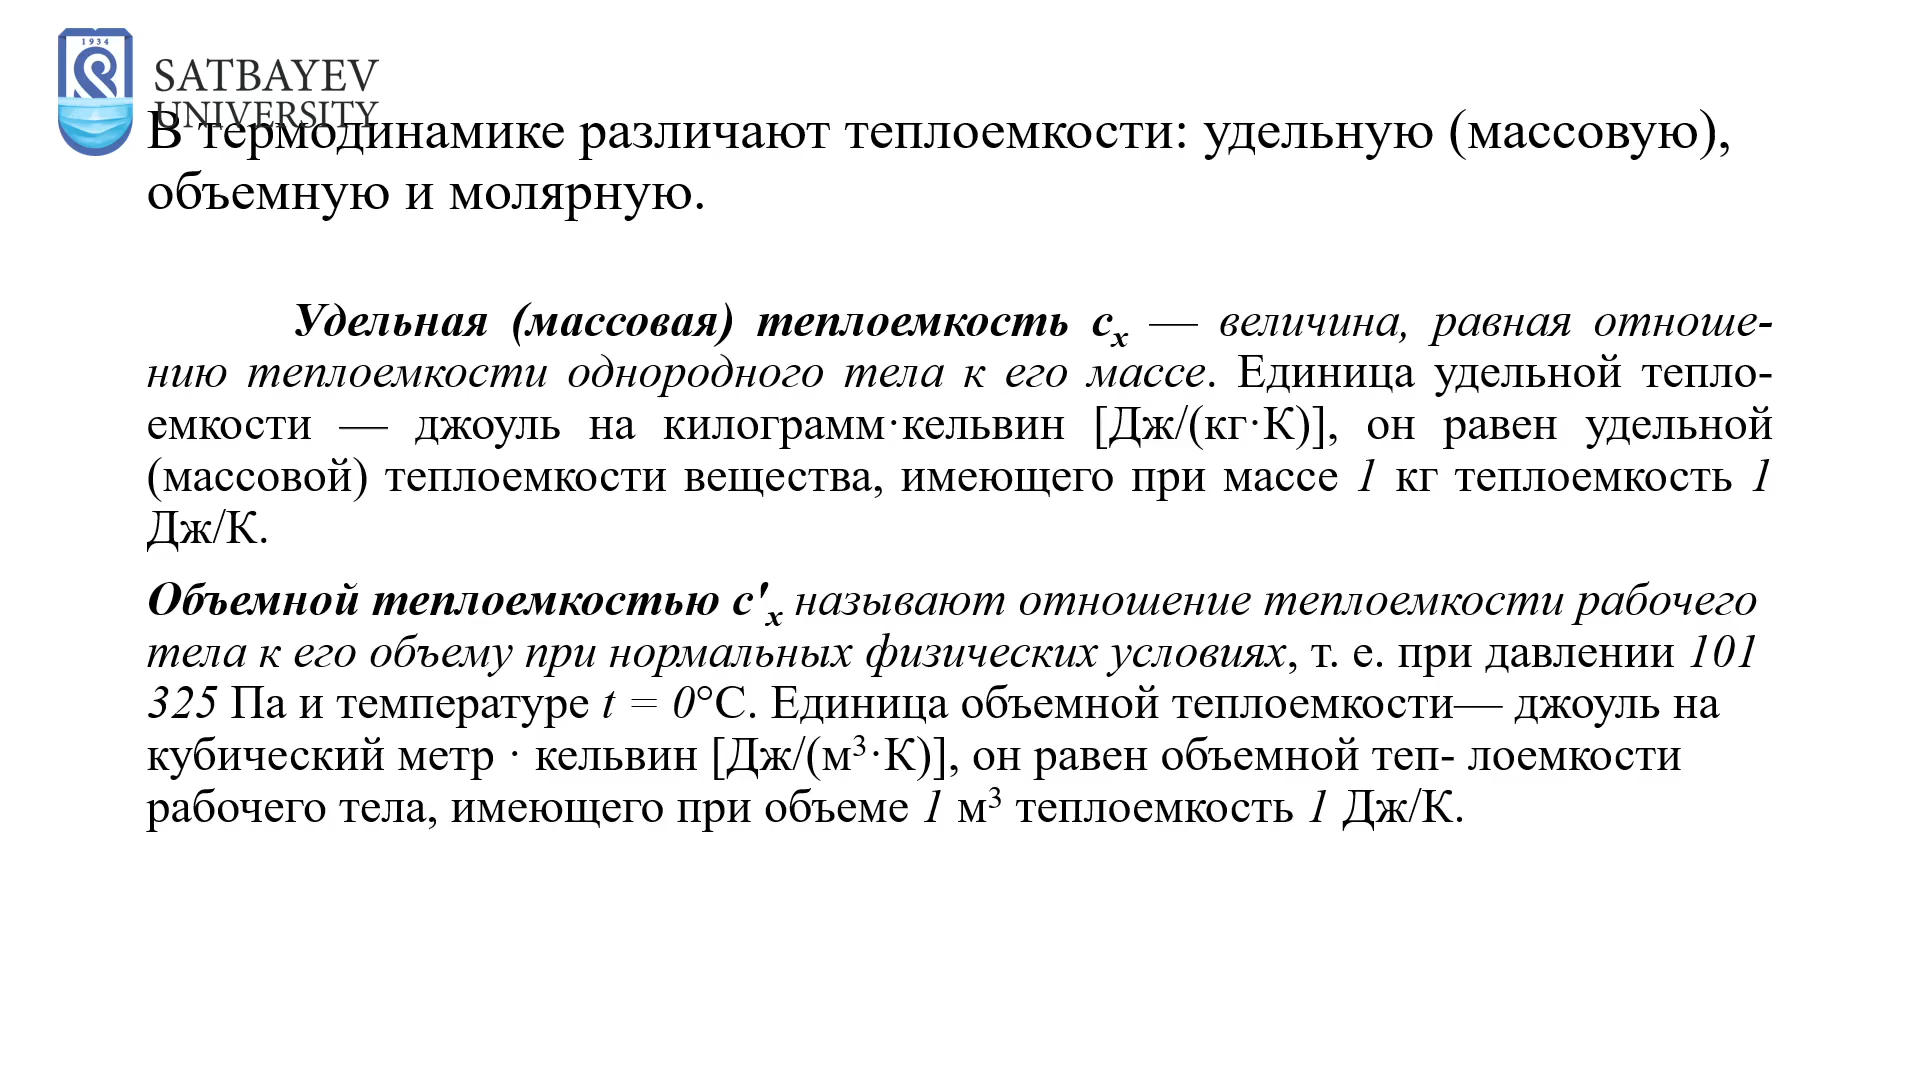 1934
SATBAYEV
UNIVERSITY
В термодинамике различают теплоемкости: удельную (массовую),
объемную и молярную.
Удельная (массовая) теплоемкость cₓ — величина, равная отноше-
нию теплоемкости однородного тела к его массе. Единица удельной тепло-
емкости — джоуль на килограмм·кельвин [Дж/(кг·К)], он равен удельной
(массовой) теплоемкости вещества, имеющего при массе 1 кг теплоемкость 1
Дж/К.
Объемной теплоемкостью c'ₓ называют отношение теплоемкости рабочего
тела к его объему при нормальных физических условиях, т. е. при давлении 101
325 Па и температуре t = 0°С. Единица объемной теплоемкости— джоуль на
кубический метр · кельвин [Дж/(м³·К)], он равен объемной теп- лоемкости
рабочего тела, имеющего при объеме 1 м³ теплоемкость 1 Дж/К.